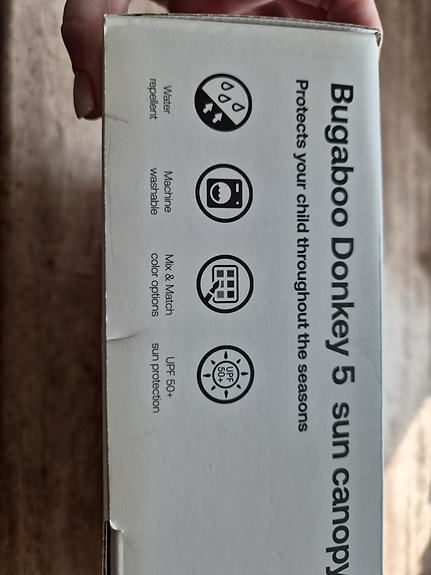 Bugaboo Donkey 5 sun canopy
Protects your child throughout the seasons
Water
repellent
Machine
washable
Mix & Match
color options
UPF
50+
UPF 50+
sun protection